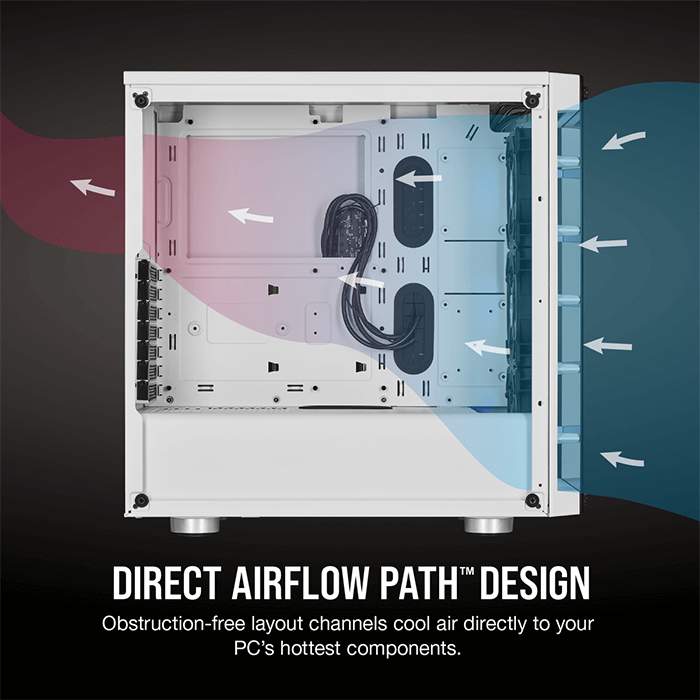 DIRECT AIRFLOW PATH™ DESIGN
Obstruction-free layout channels cool air directly to your
PC's hottest components.